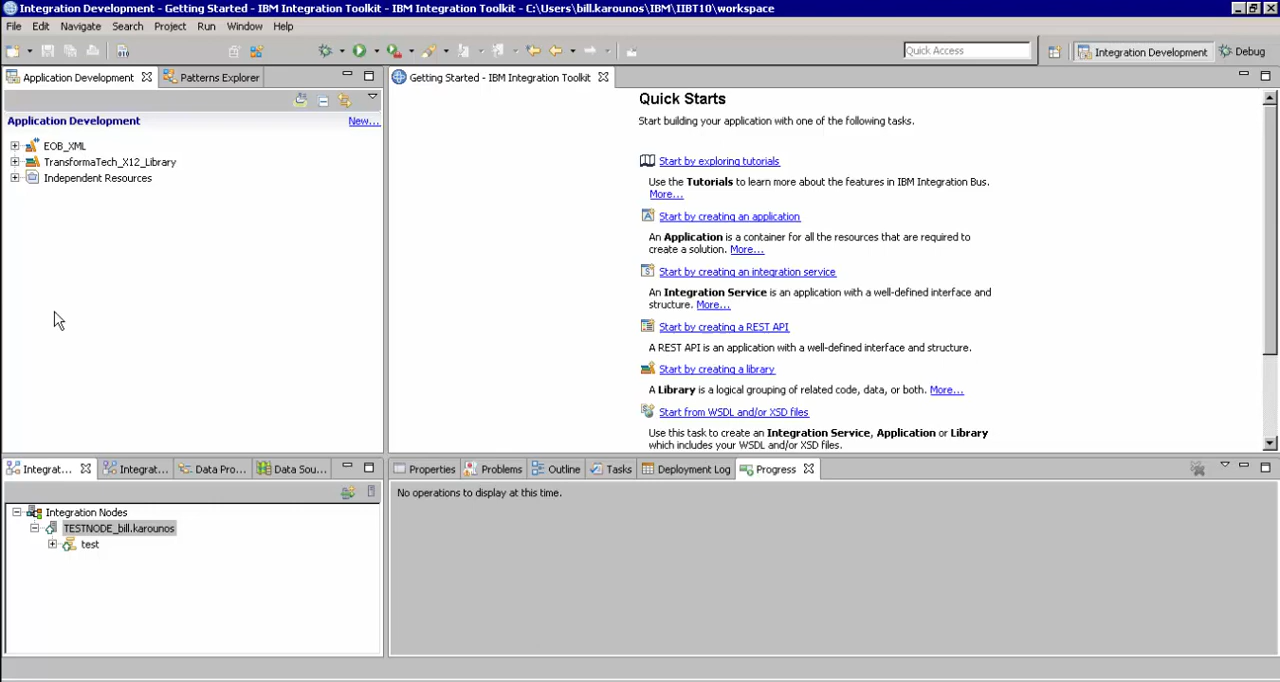 Integration Development - Getting Started - IBM Integration Toolkit - IBM Integration Toolkit - C:\Users\bill.karounos\IBM\IIBT10\workspace
File Edit Navigate Search Project Run Window Help
Quick Access
Integration Development
Debug
Application Development
Patterns Explorer
Getting Started - IBM Integration Toolkit
Application Development
New...
EOB_XML
TransformaTech_X12_Library
Independent Resources
Quick Starts
Start building your application with one of the following tasks.
Start by exploring tutorials
Use the Tutorials to learn more about the features in IBM Integration Bus.
More...
Start by creating an application
An Application is a container for all the resources that are required to
create a solution. More...
Start by creating an integration service
An Integration Service is an application with a well-defined interface and
structure. More...
Start by creating a REST API
A REST API is an application with a well-defined interface and structure.
Start by creating a library
A Library is a logical grouping of related code, data, or both. More...
Start from WSDL and/or XSD files
Use this task to create an Integration Service, Application or Library
which includes your WSDL and/or XSD files.
Integrat...
Integrat...
Data Pro...
Data Sou...
Integration Nodes
TESTNODE_bill.karounos
test
Properties
Problems
Outline
Tasks
Deployment Log
Progress
No operations to display at this time.